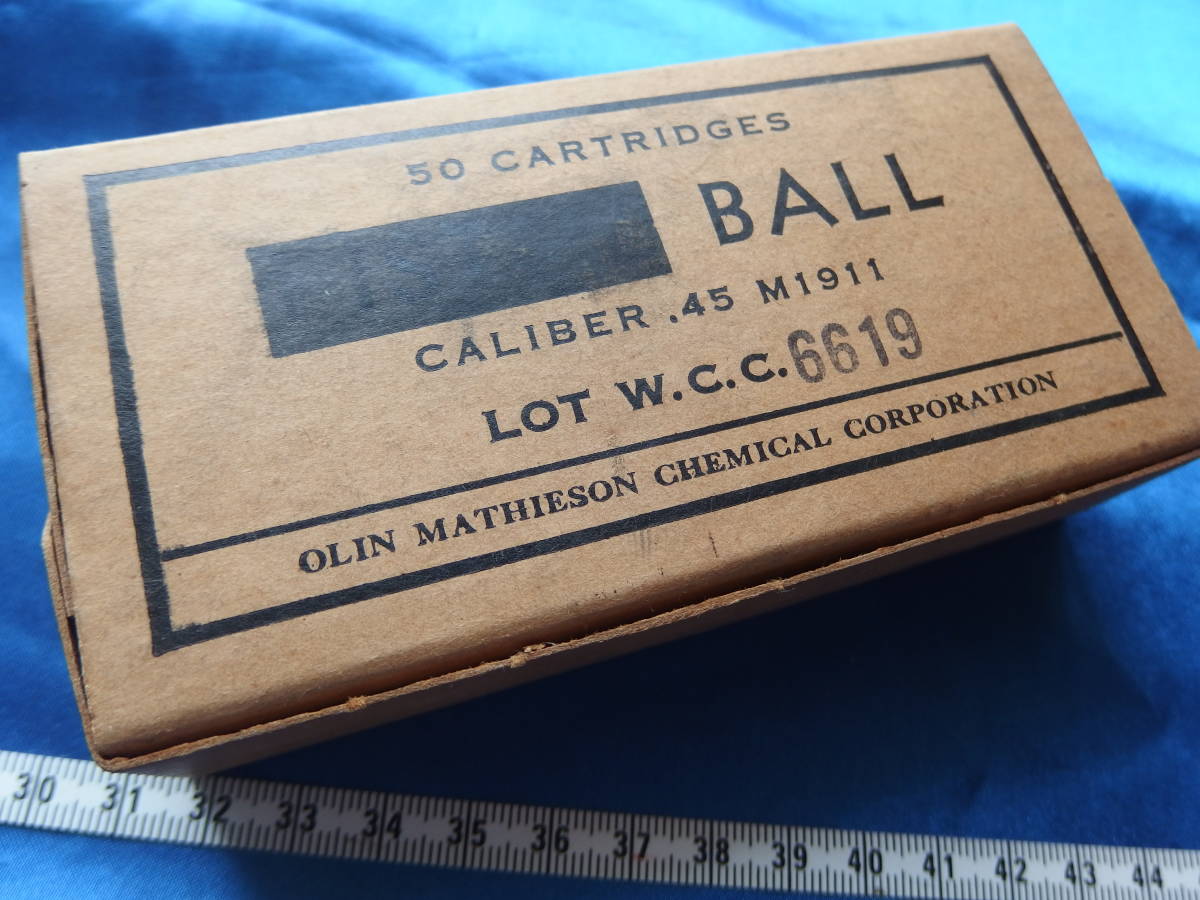 50 CARTRIDGES
BALL
CALIBER .45 M1911
LOT W.C.C. 6619
OLIN MATHIESON CHEMICAL CORPORATION
30 31 32 33 34 35 36 37 38 39 40 41 42 43 44